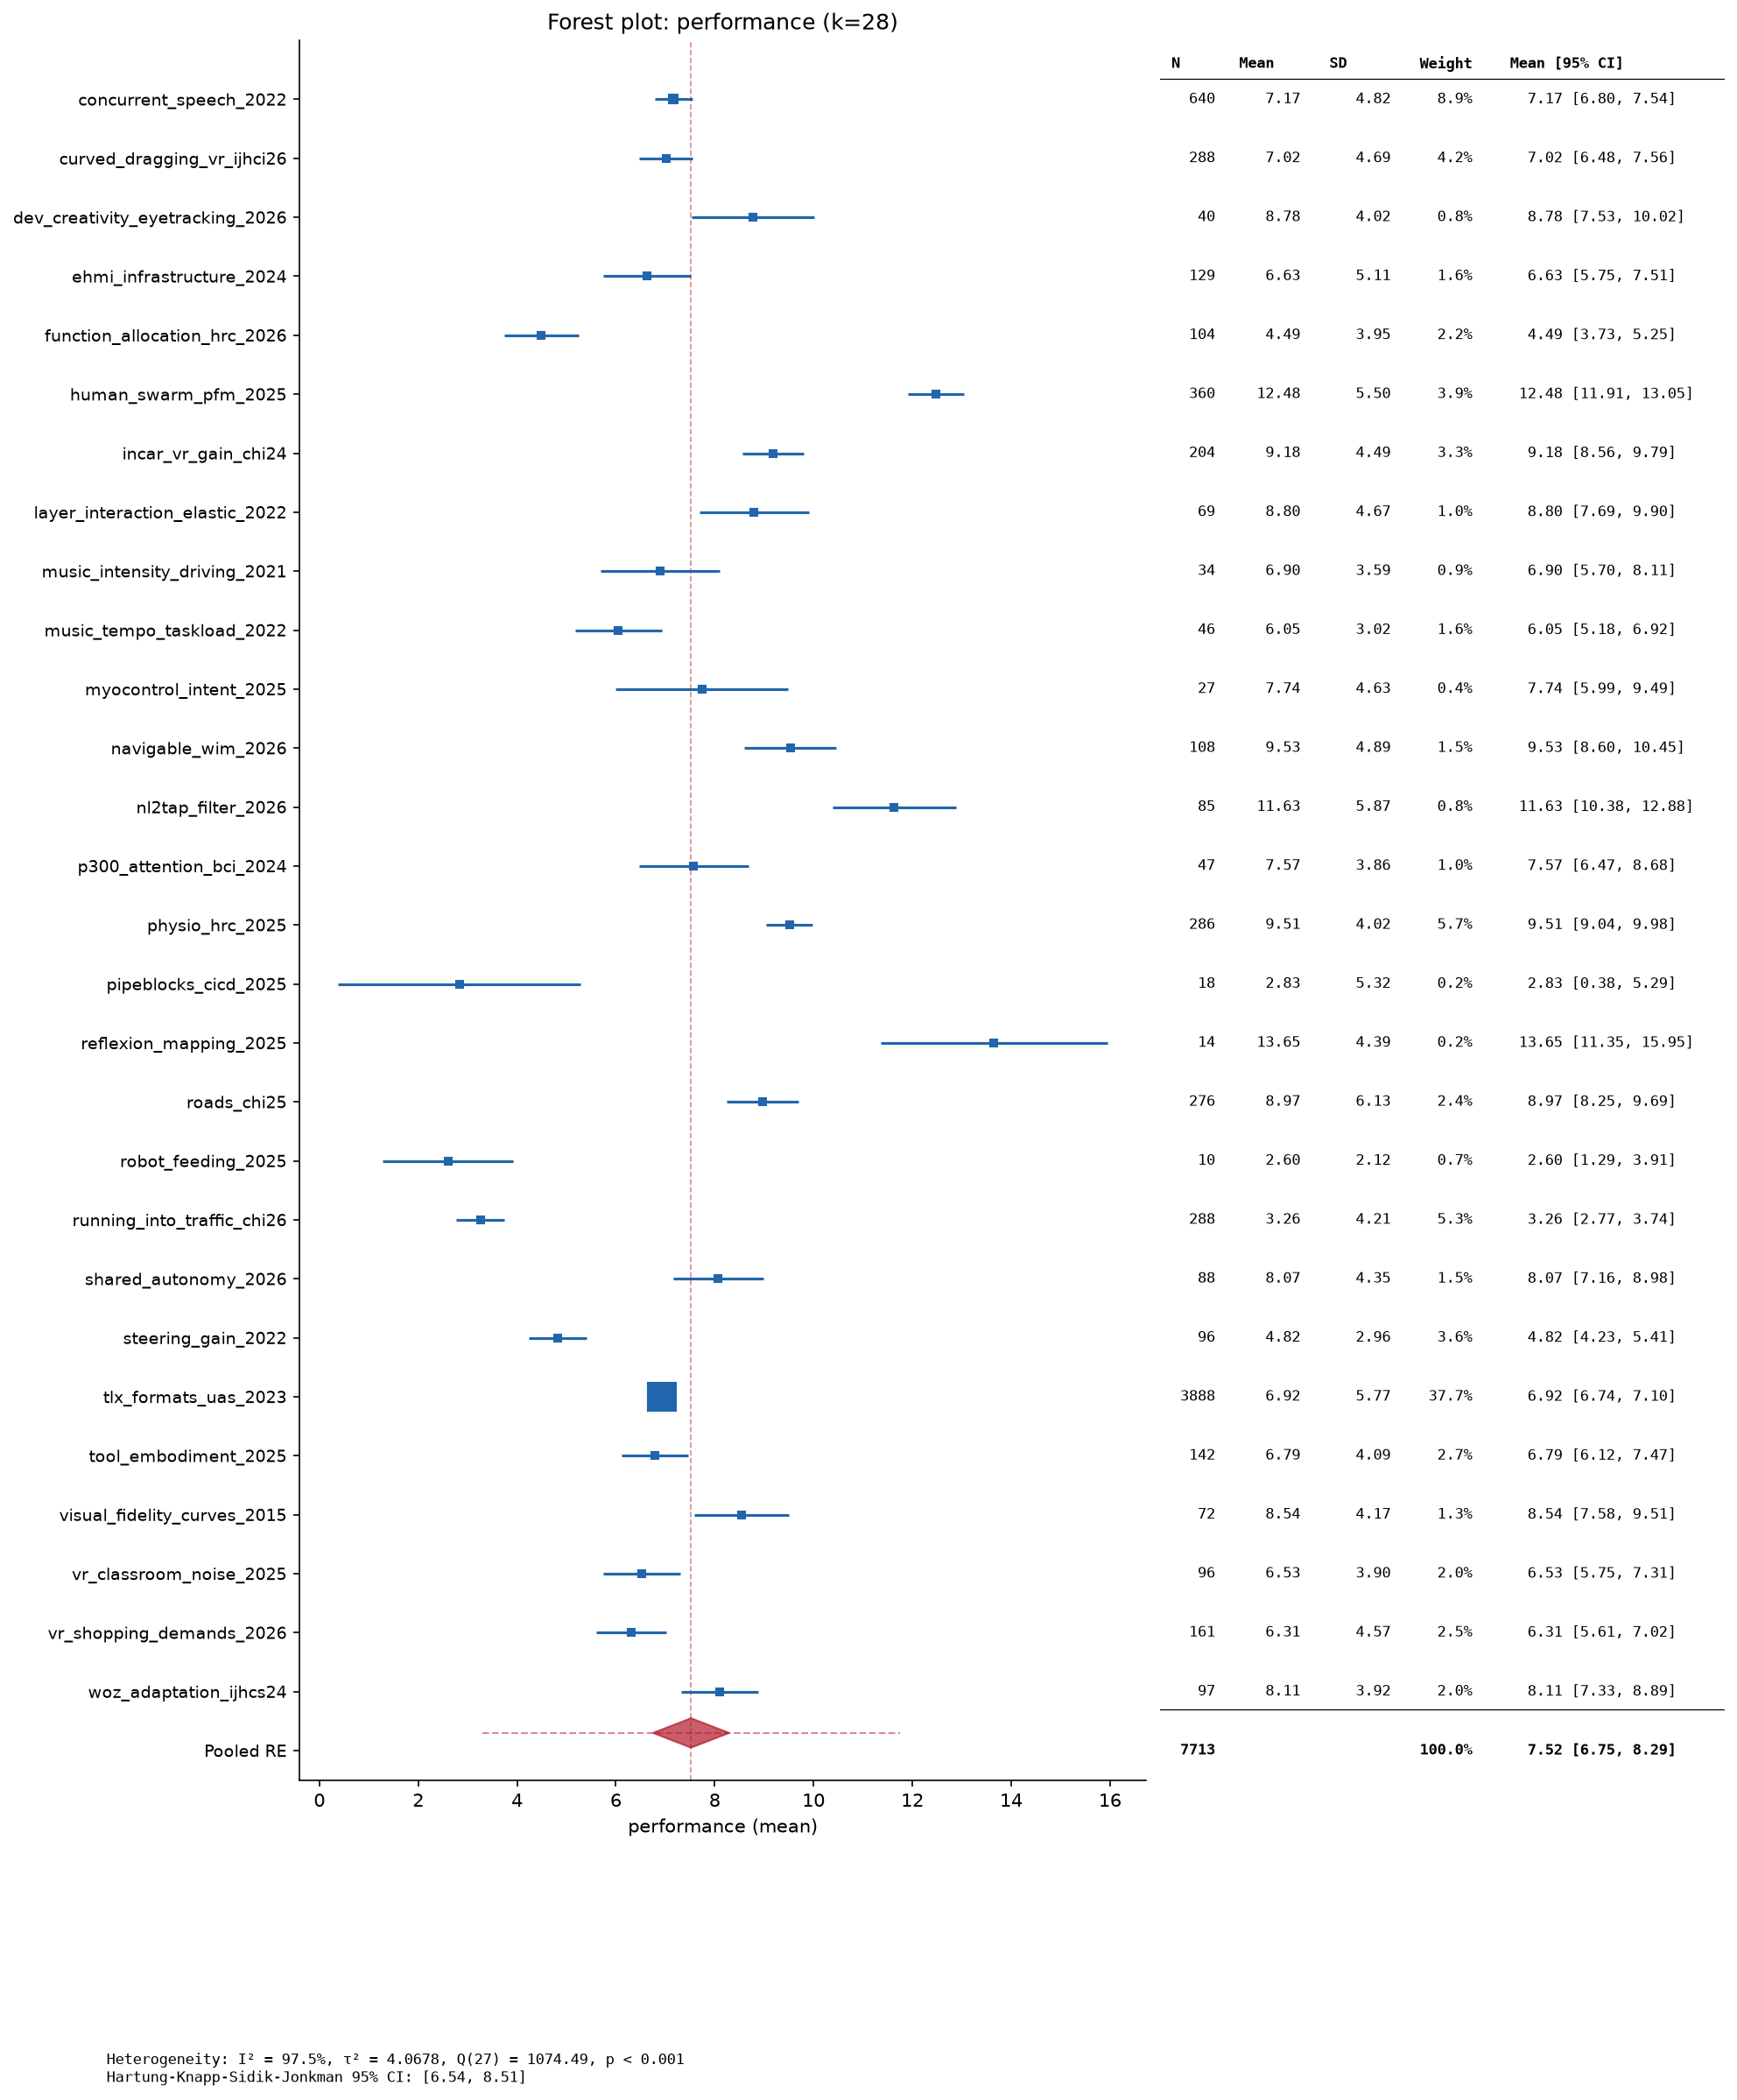 Forest plot: performance (k=28)
N Mean SD Weight Mean [95% CI]
concurrent_speech_2022 640 7.17 4.82 8.9% 7.17 [6.80, 7.54]
curved_dragging_vr_ijhci26 288 7.02 4.69 4.2% 7.02 [6.48, 7.56]
dev_creativity_eyetracking_2026 40 8.78 4.02 0.8% 8.78 [7.53, 10.02]
ehmi_infrastructure_2024 129 6.63 5.11 1.6% 6.63 [5.75, 7.51]
function_allocation_hrc_2026 104 4.49 3.95 2.2% 4.49 [3.73, 5.25]
human_swarm_pfm_2025 360 12.48 5.50 3.9% 12.48 [11.91, 13.05]
incar_vr_gain_chi24 204 9.18 4.49 3.3% 9.18 [8.56, 9.79]
layer_interaction_elastic_2022 69 8.80 4.67 1.0% 8.80 [7.69, 9.90]
music_intensity_driving_2021 34 6.90 3.59 0.9% 6.90 [5.70, 8.11]
music_tempo_taskload_2022 46 6.05 3.02 1.6% 6.05 [5.18, 6.92]
myocontrol_intent_2025 27 7.74 4.63 0.4% 7.74 [5.99, 9.49]
navigable_wim_2026 108 9.53 4.89 1.5% 9.53 [8.60, 10.45]
nl2tap_filter_2026 85 11.63 5.87 0.8% 11.63 [10.38, 12.88]
p300_attention_bci_2024 47 7.57 3.86 1.0% 7.57 [6.47, 8.68]
physio_hrc_2025 286 9.51 4.02 5.7% 9.51 [9.04, 9.98]
pipeblocks_cicd_2025 18 2.83 5.32 0.2% 2.83 [0.38, 5.29]
reflexion_mapping_2025 14 13.65 4.39 0.2% 13.65 [11.35, 15.95]
roads_chi25 276 8.97 6.13 2.4% 8.97 [8.25, 9.69]
robot_feeding_2025 10 2.60 2.12 0.7% 2.60 [1.29, 3.91]
running_into_traffic_chi26 288 3.26 4.21 5.3% 3.26 [2.77, 3.74]
shared_autonomy_2026 88 8.07 4.35 1.5% 8.07 [7.16, 8.98]
steering_gain_2022 96 4.82 2.96 3.6% 4.82 [4.23, 5.41]
tlx_formats_uas_2023 3888 6.92 5.77 37.7% 6.92 [6.74, 7.10]
tool_embodiment_2025 142 6.79 4.09 2.7% 6.79 [6.12, 7.47]
visual_fidelity_curves_2015 72 8.54 4.17 1.3% 8.54 [7.58, 9.51]
vr_classroom_noise_2025 96 6.53 3.90 2.0% 6.53 [5.75, 7.31]
vr_shopping_demands_2026 161 6.31 4.57 2.5% 6.31 [5.61, 7.02]
woz_adaptation_ijhcs24 97 8.11 3.92 2.0% 8.11 [7.33, 8.89]
Pooled RE 7713 100.0% 7.52 [6.75, 8.29]
0 2 4 6 8 10 12 14 16
performance (mean)
Heterogeneity: I² = 97.5%, τ² = 4.0678, Q(27) = 1074.49, p < 0.001
Hartung-Knapp-Sidik-Jonkman 95% CI: [6.54, 8.51]